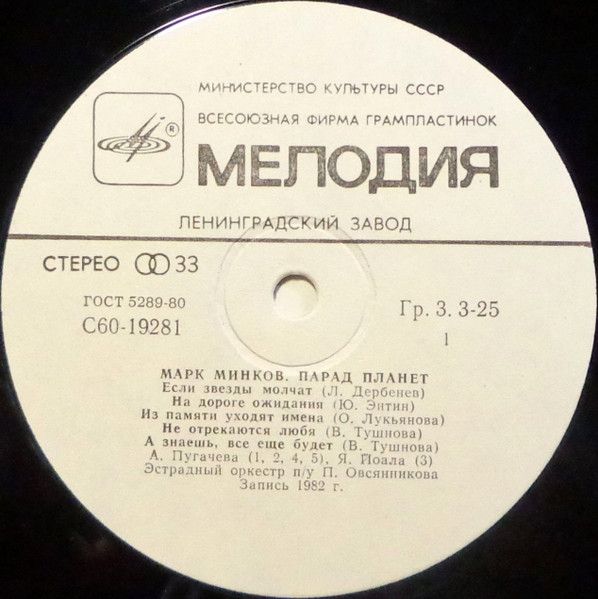 МИНИСТЕРСТВО КУЛЬТУРЫ СССР
ВСЕСОЮЗНАЯ ФИРМА ГРАМПЛАСТИНОК
®
МЕЛОДИЯ
ЛЕНИНГРАДСКИЙ ЗАВОД
СТЕРЕО 33
ГОСТ 5289-80
С60-19281
Гр. 3. 3-25
1
МАРК МИНКОВ. ПАРАД ПЛАНЕТ
Если звезды молчат (Л. Дербенев)
На дороге ожидания (Ю. Энтин)
Из памяти уходят имена (О. Лукьянова)
Не отрекаются любя (В. Тушнова)
А знаешь, все еще будет (В. Тушнова)
А. Пугачева (1, 2, 4, 5), Я. Йоала (3)
Эстрадный оркестр п/у П. Овсянникова
Запись 1982 г.